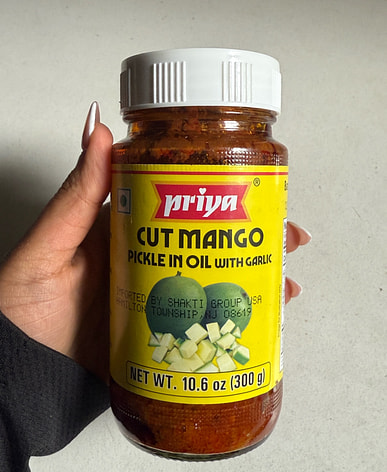 priya
®
CUT MANGO
PICKLE IN OIL WITH GARLIC
IMPORTED BY SHAKTI GROUP USA
HAMILTON TOWNSHIP, NJ 08619
NET WT. 10.6 oz (300 g)